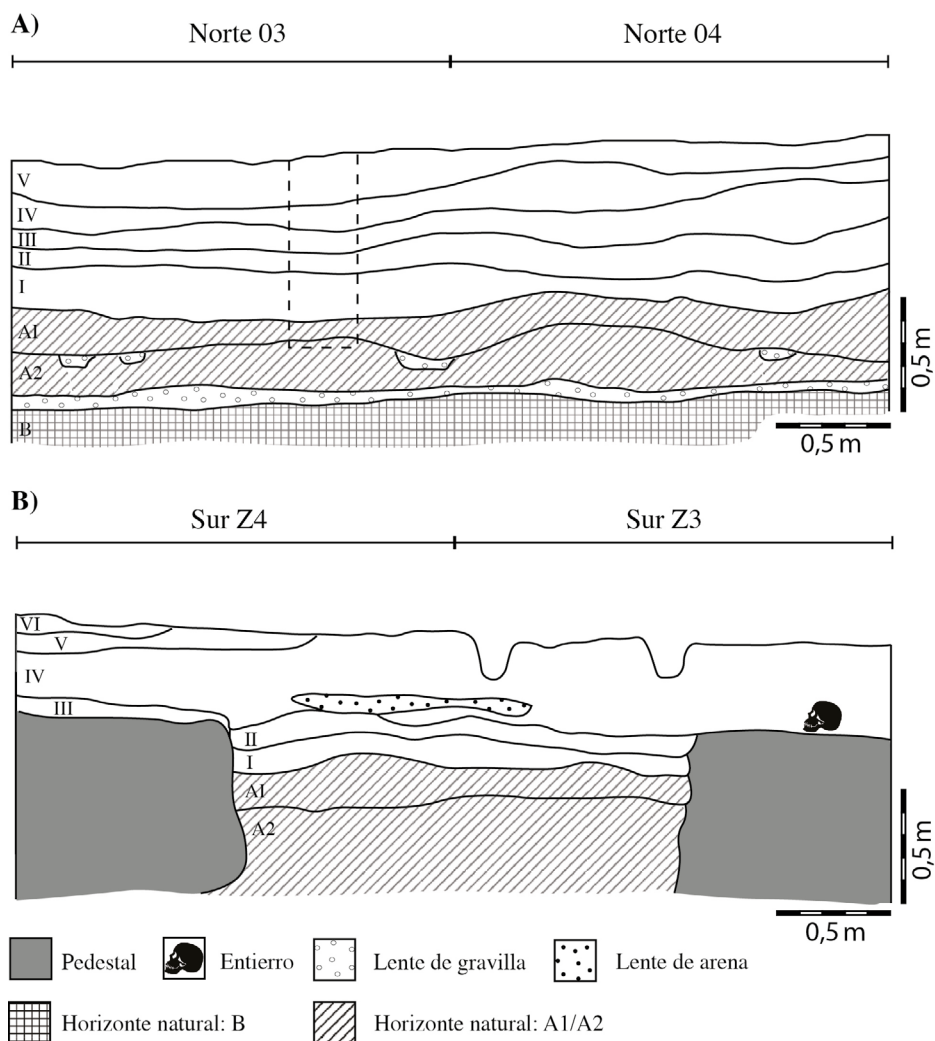 A)
Norte 03 Norte 04
V
IV
III
II
I
A1
A2
B
0,5 m
0,5 m
B)
Sur Z4 Sur Z3
VI
V
IV
III
II
I
A1
A2
0,5 m
0,5 m
Pedestal Entierro Lente de gravilla Lente de arena
Horizonte natural: B Horizonte natural: A1/A2